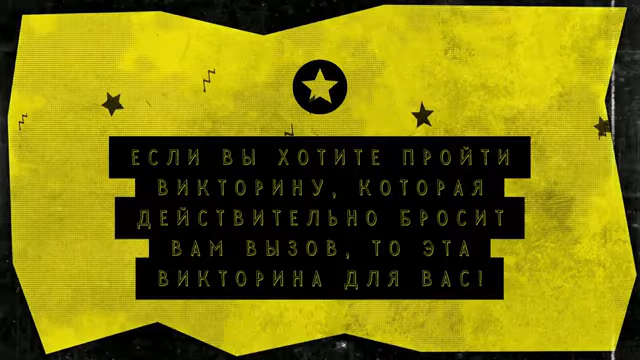 ЕСЛИ ВЫ ХОТИТЕ ПРОЙТИ
ВИКТОРИНУ, КОТОРАЯ
ДЕЙСТВИТЕЛЬНО БРОСИТ
ВАМ ВЫЗОВ, ТО ЭТА
ВИКТОРИНА ДЛЯ ВАС!